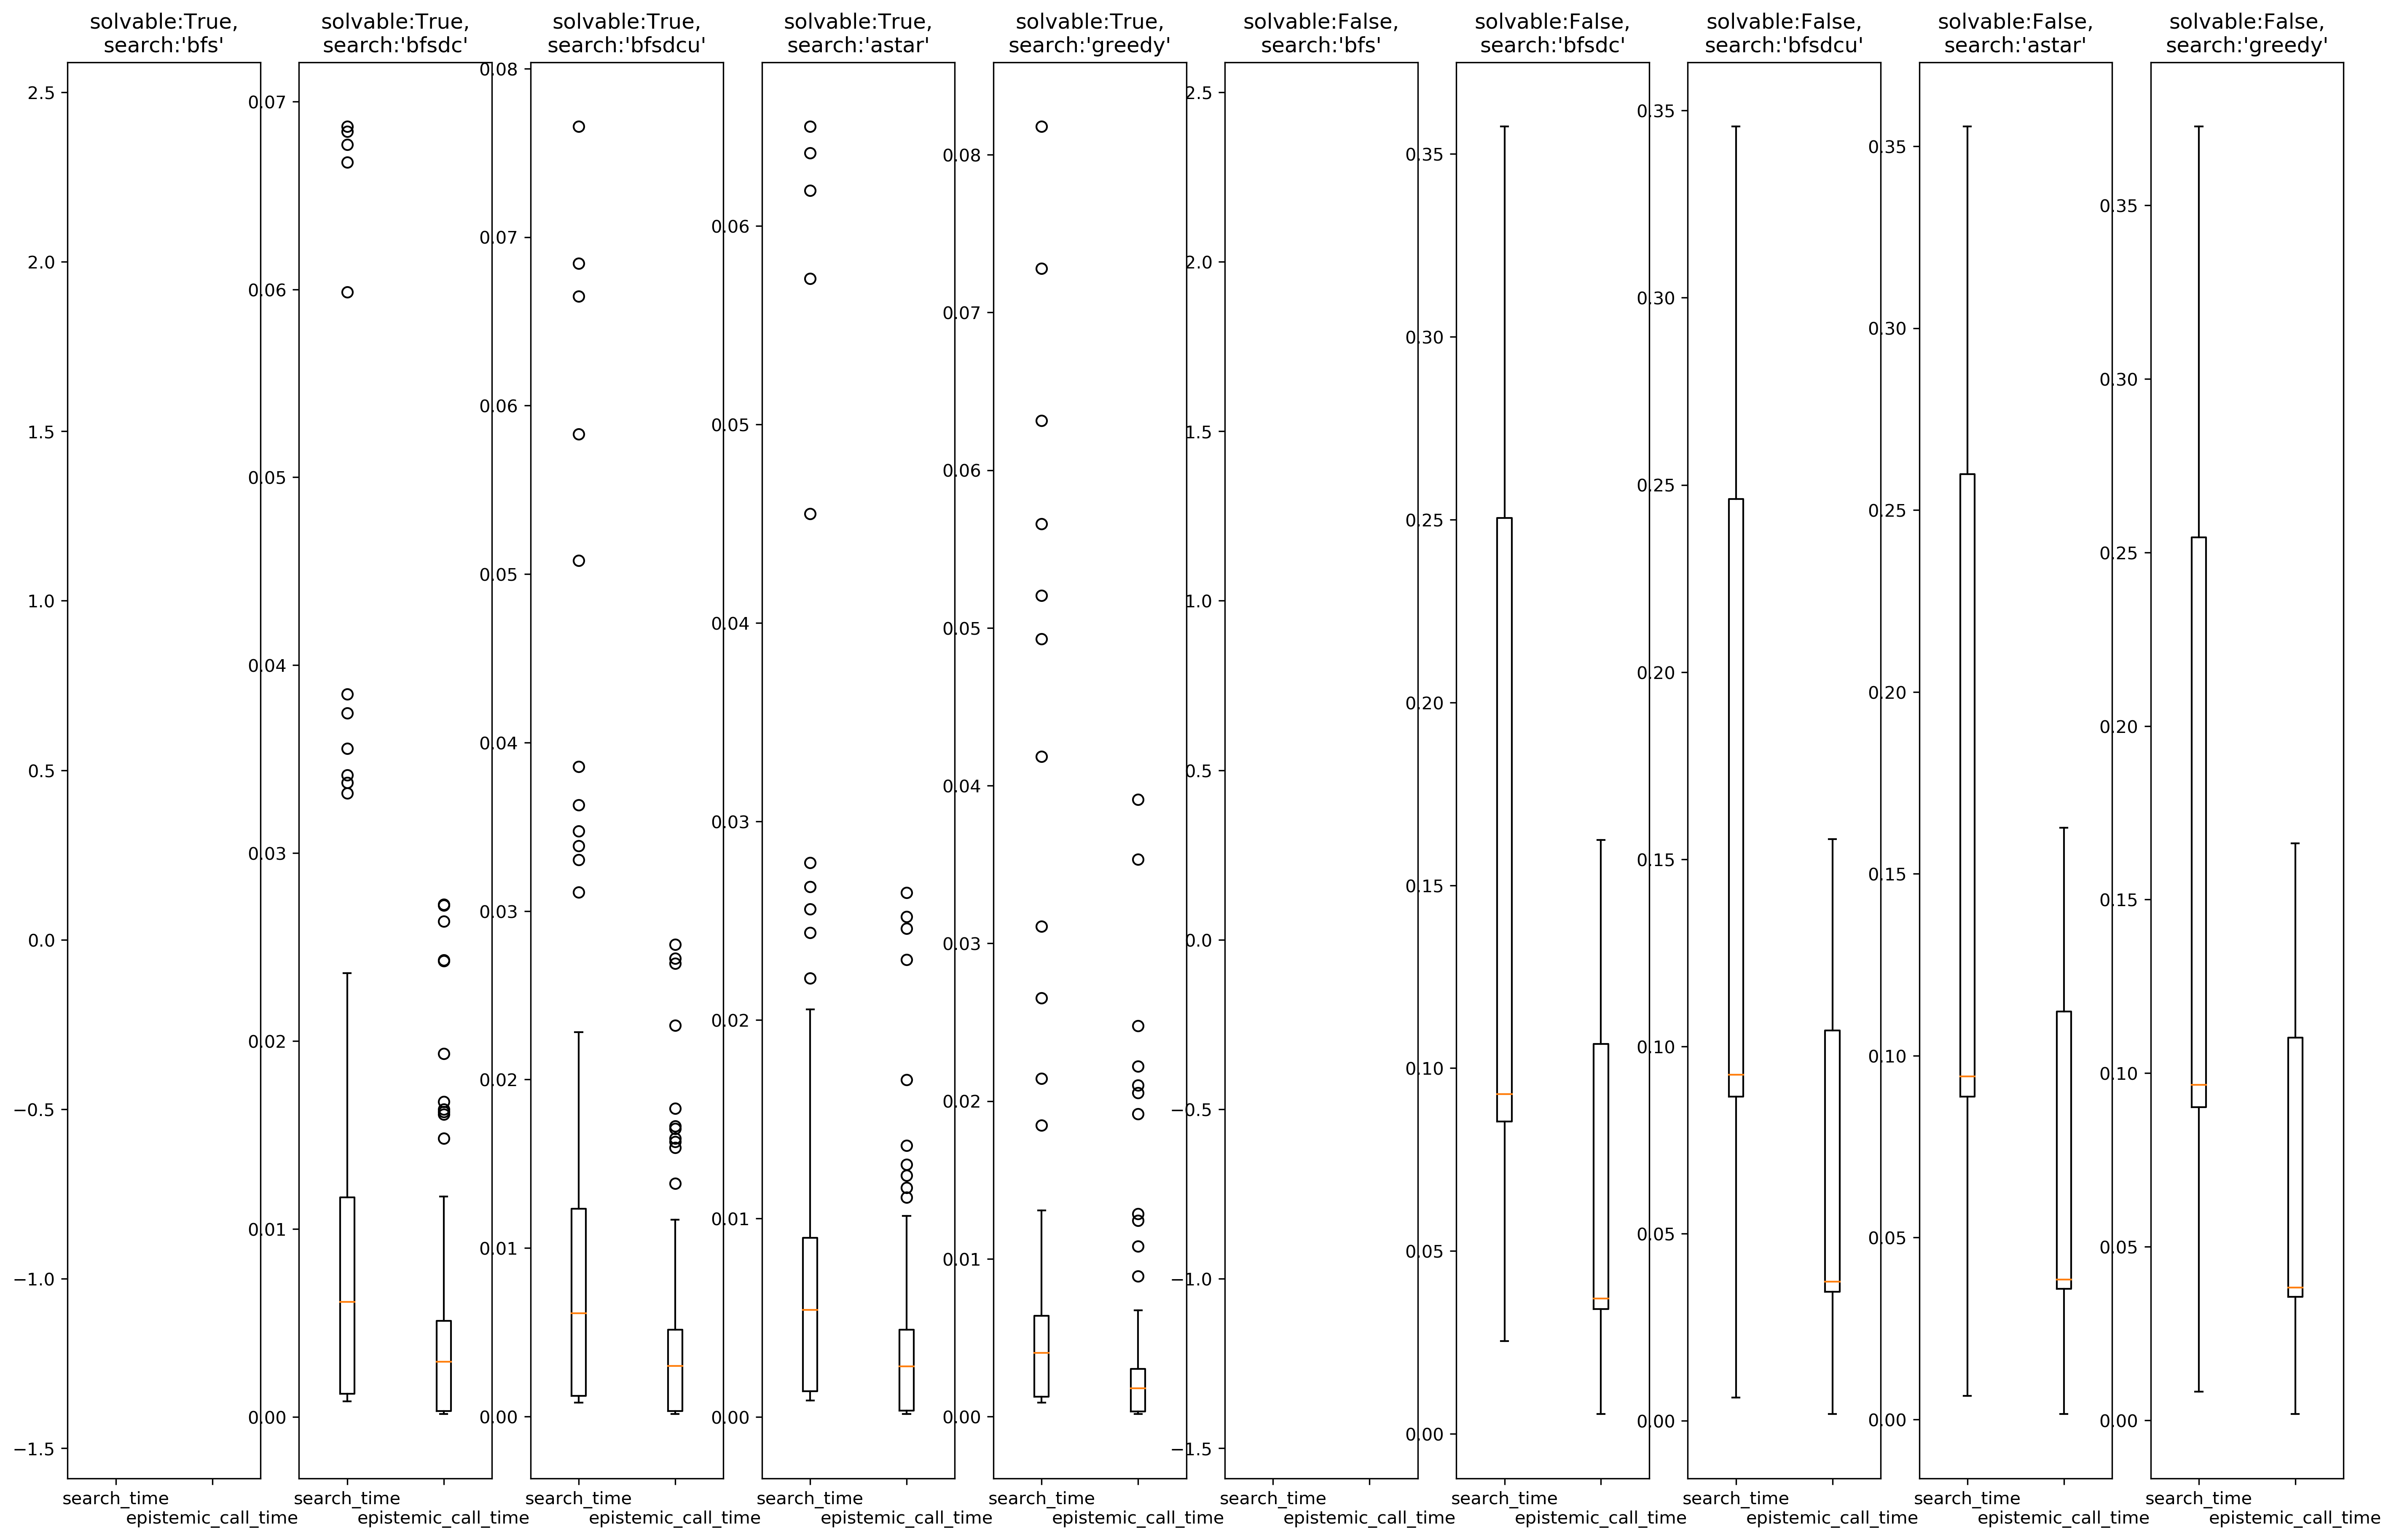 solvable:True,
search:'bfs'
solvable:True,
search:'bfsdc'
solvable:True,
search:'bfsdcu'
solvable:True,
search:'astar'
solvable:True,
search:'greedy'
solvable:False,
search:'bfs'
solvable:False,
search:'bfsdc'
solvable:False,
search:'bfsdcu'
solvable:False,
search:'astar'
solvable:False,
search:'greedy'
2.5
2.0
1.5
1.0
0.5
0.0
−0.5
−1.0
−1.5
search_time
epistemic_call_time
0.07
0.06
0.05
0.04
0.03
0.02
0.01
0.00
search_time
epistemic_call_time
0.08
0.07
0.06
0.05
0.04
0.03
0.02
0.01
0.00
search_time
epistemic_call_time
0.06
0.05
0.04
0.03
0.02
0.01
0.00
search_time
epistemic_call_time
0.08
0.07
0.06
0.05
0.04
0.03
0.02
0.01
0.00
search_time
epistemic_call_time
2.5
2.0
1.5
1.0
0.5
0.0
−0.5
−1.0
−1.5
search_time
epistemic_call_time
0.35
0.30
0.25
0.20
0.15
0.10
0.05
0.00
search_time
epistemic_call_time
0.35
0.30
0.25
0.20
0.15
0.10
0.05
0.00
search_time
epistemic_call_time
0.35
0.30
0.25
0.20
0.15
0.10
0.05
0.00
search_time
epistemic_call_time
0.35
0.30
0.25
0.20
0.15
0.10
0.05
0.00
search_time
epistemic_call_time